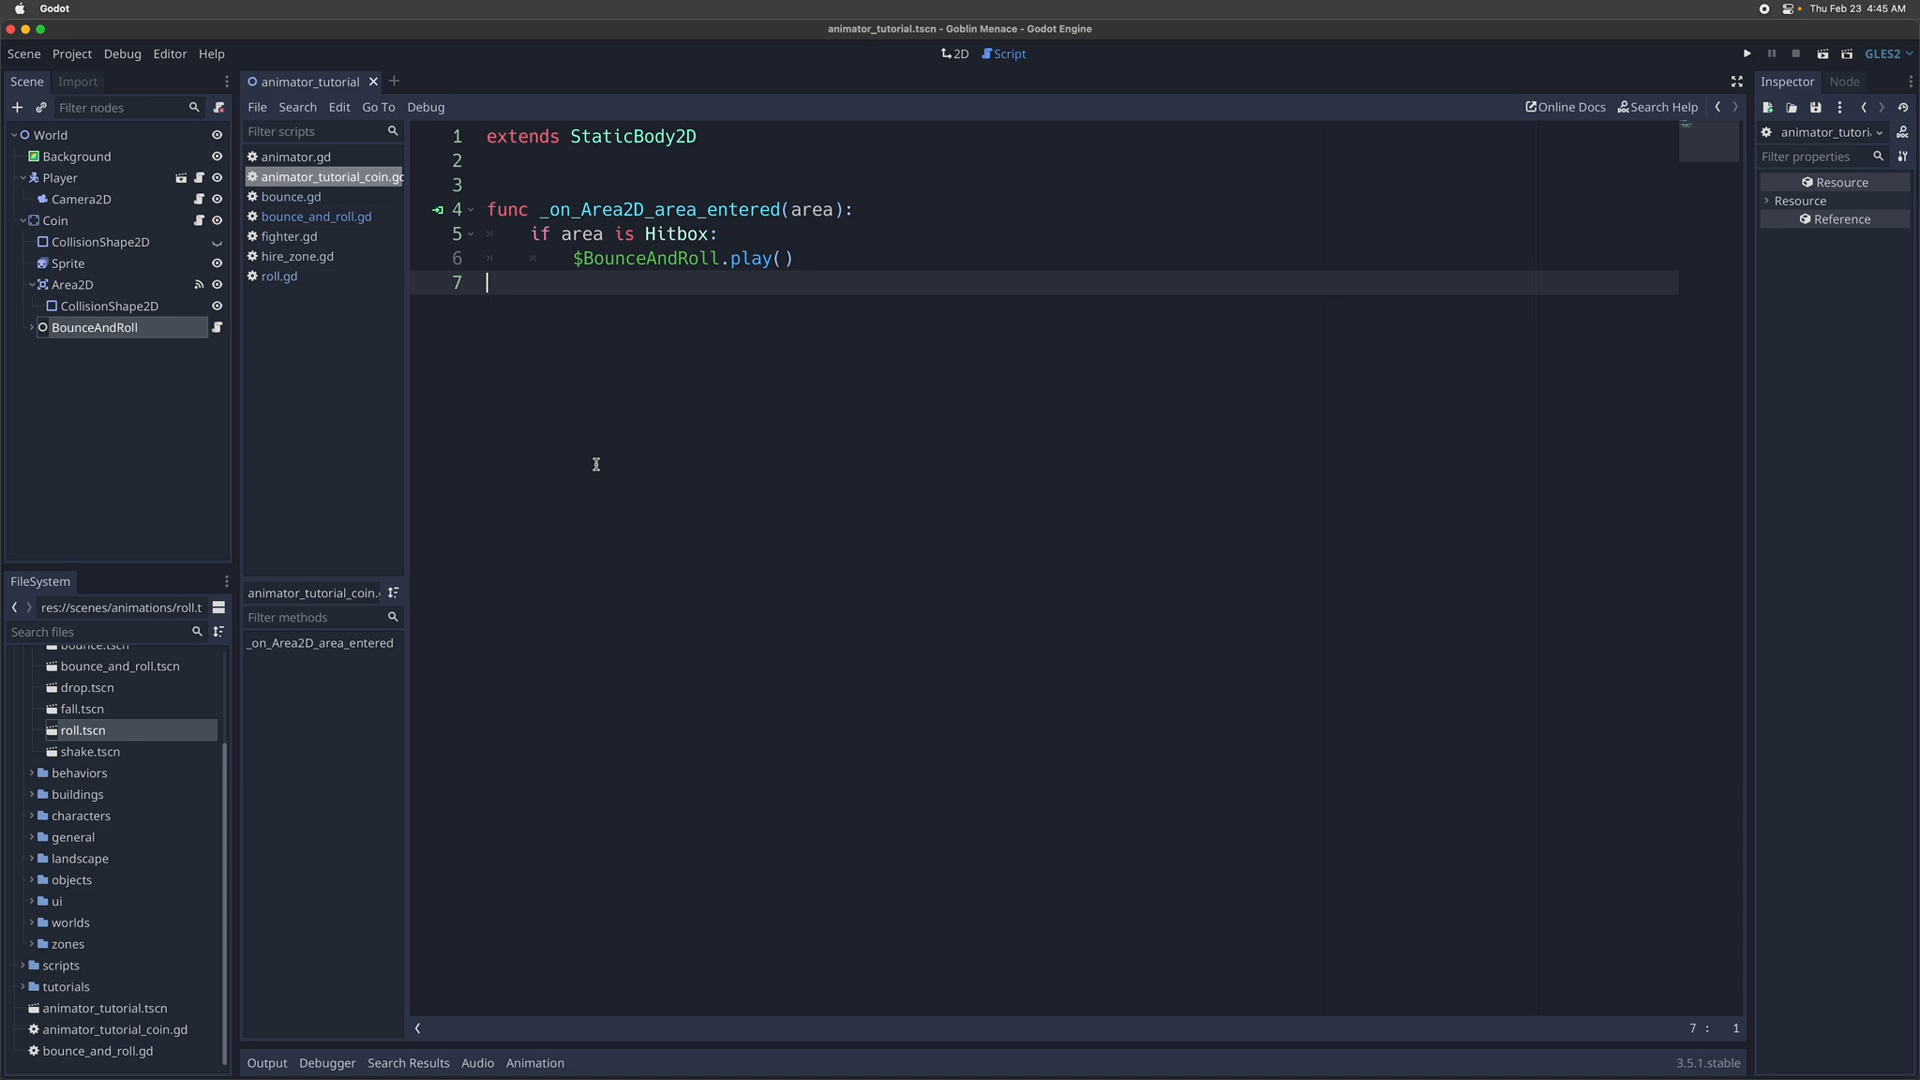 Godot
Thu Feb 23 4:45 AM
animator_tutorial.tscn - Goblin Menace - Godot Engine
Scene Project Debug Editor Help
2D Script
GLES2
Scene Import
Filter nodes
World
Background
Player
Camera2D
Coin
CollisionShape2D
Sprite
Area2D
CollisionShape2D
BounceAndRoll
FileSystem
res://scenes/animations/roll.t
Search files
bounce.tscn
bounce_and_roll.tscn
drop.tscn
fall.tscn
roll.tscn
shake.tscn
behaviors
buildings
characters
general
landscape
objects
ui
worlds
zones
scripts
tutorials
animator_tutorial.tscn
animator_tutorial_coin.gd
bounce_and_roll.gd
animator_tutorial
File Search Edit Go To Debug
Online Docs Search Help
Filter scripts
animator.gd
animator_tutorial_coin.gd
bounce.gd
bounce_and_roll.gd
fighter.gd
hire_zone.gd
roll.gd
animator_tutorial_coin.
Filter methods
_on_Area2D_area_entered
1 extends StaticBody2D
2
3
4 func _on_Area2D_area_entered(area):
5 if area is Hitbox:
6 $BounceAndRoll.play()
7
7 : 1
Output Debugger Search Results Audio Animation
3.5.1.stable
Inspector Node
animator_tutori
Filter properties
Resource
Resource
Reference